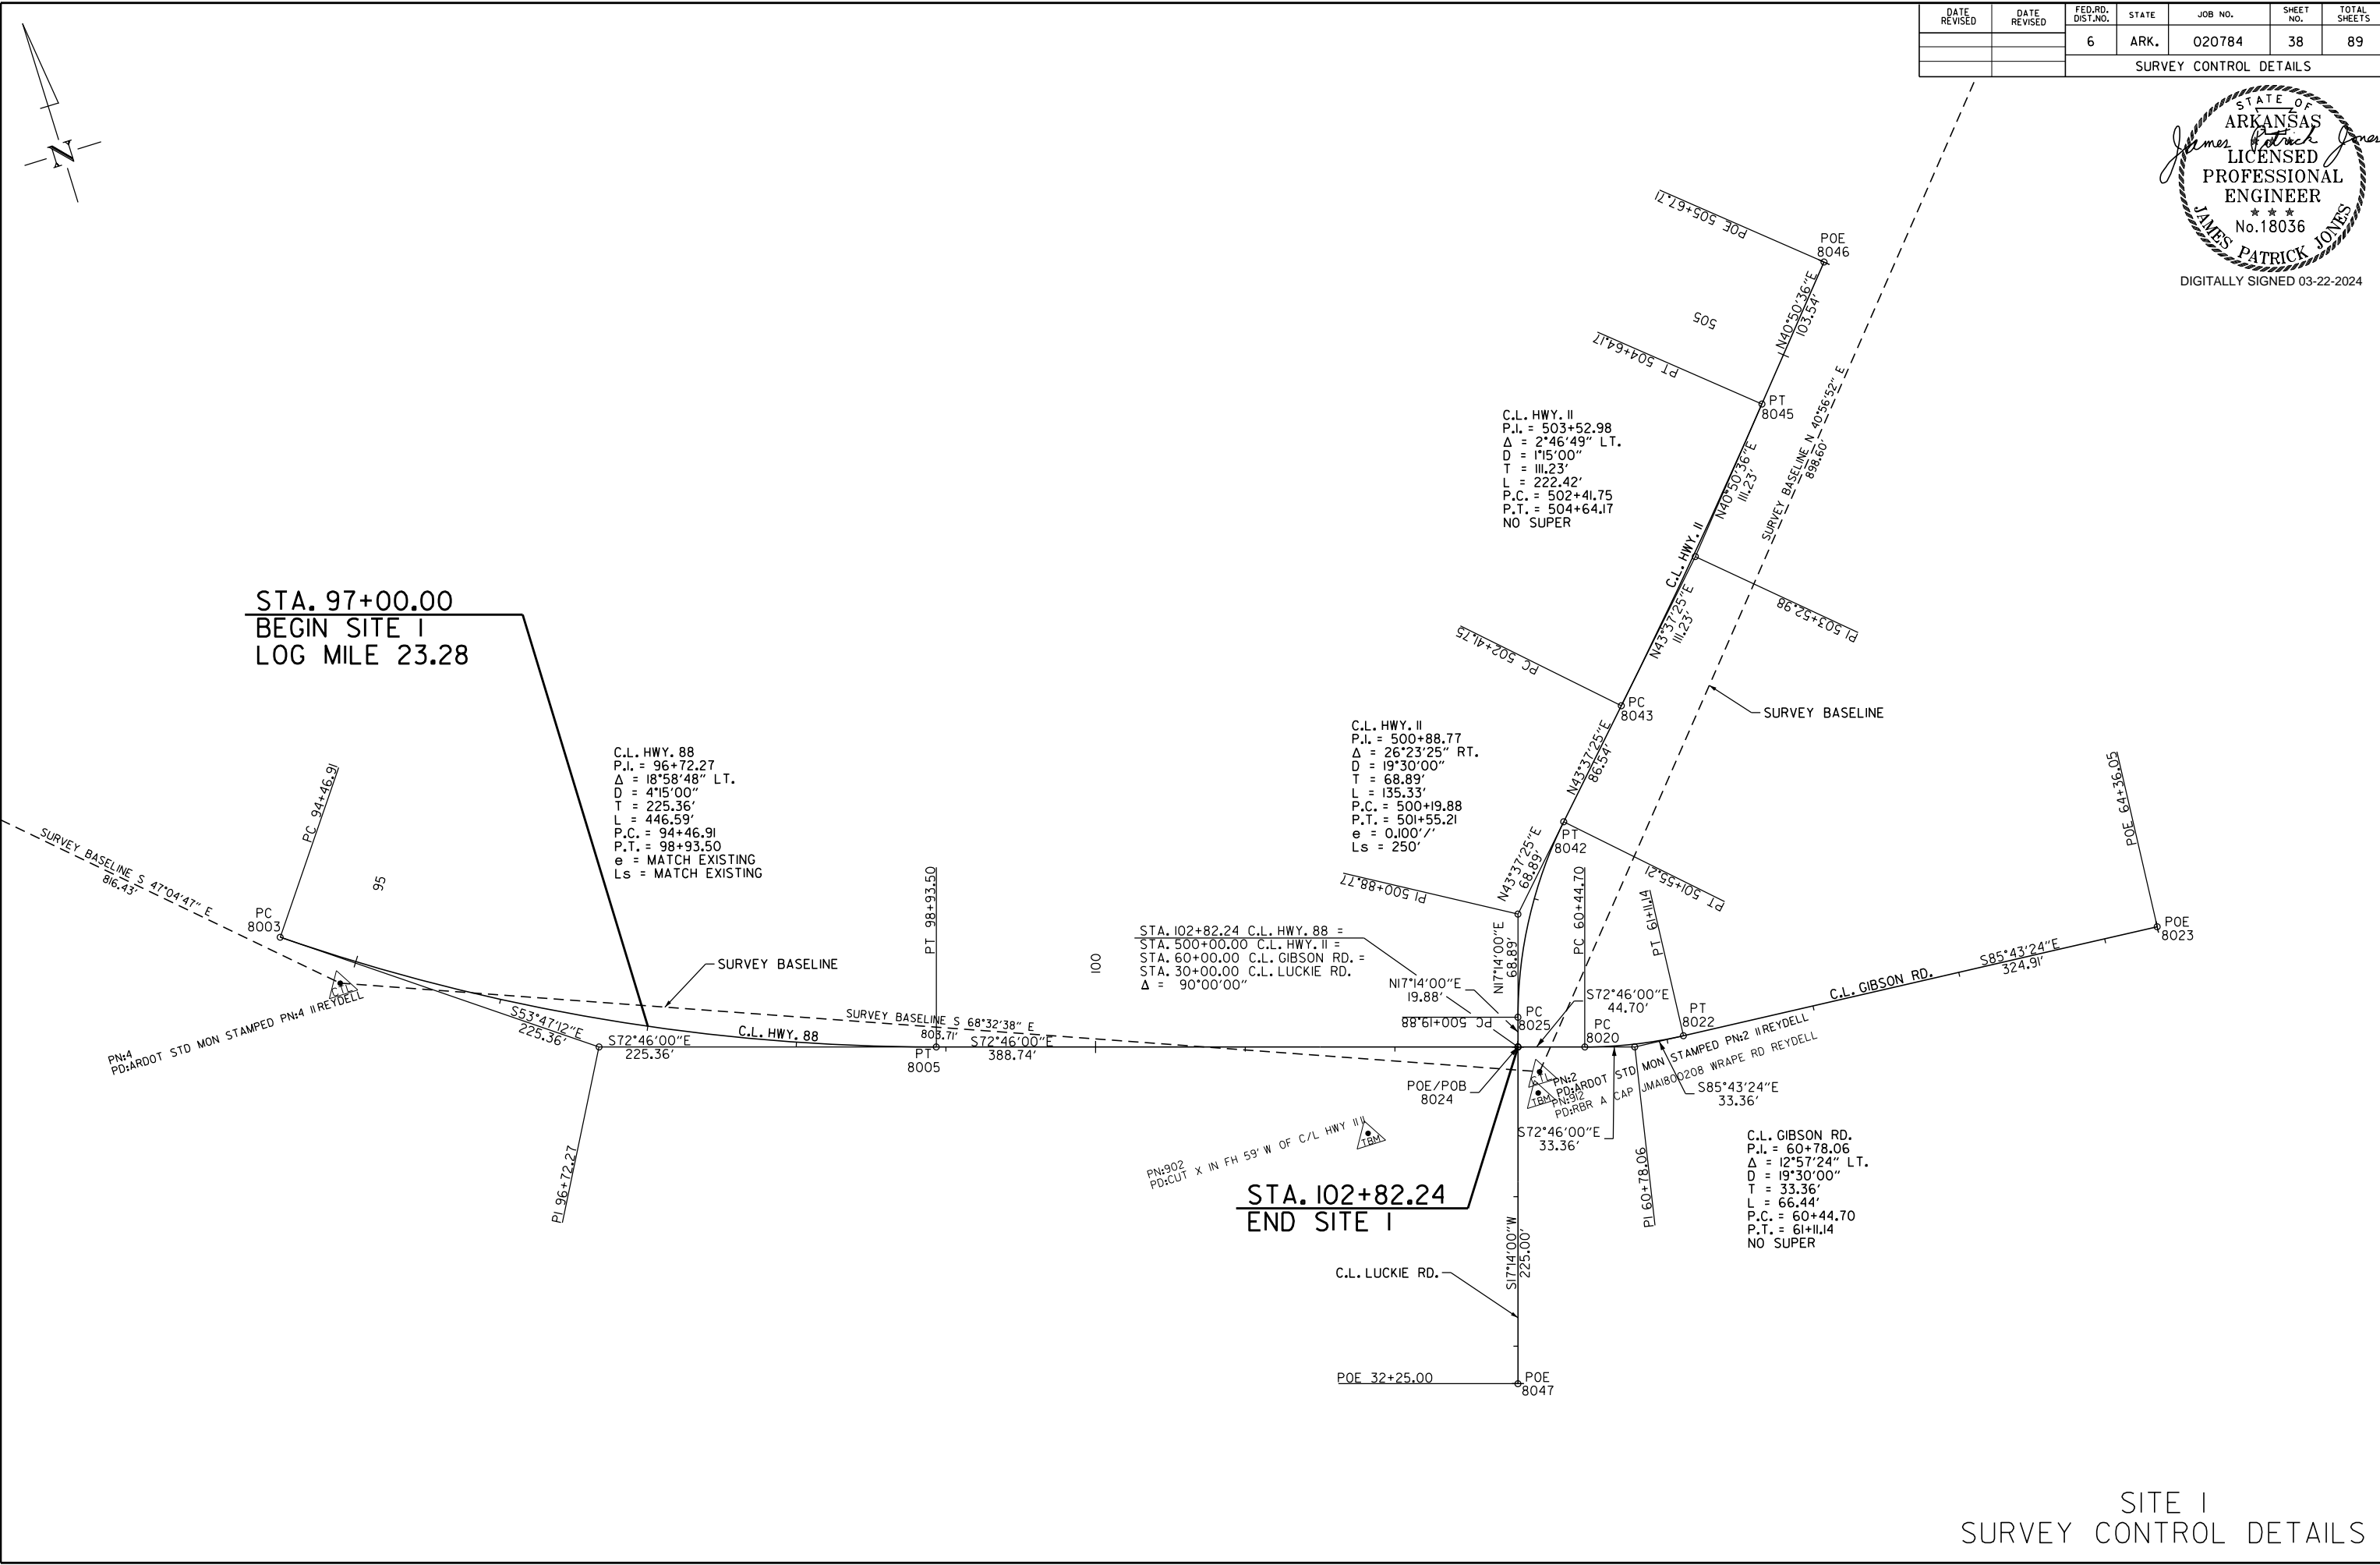 DATE REVISED
DATE REVISED
FED.RD. DIST.NO.
STATE
JOB NO.
SHEET NO.
TOTAL SHEETS
6
ARK.
020784
38
89
SURVEY CONTROL DETAILS
STATE OF
ARKANSAS
James Patrick Jones
LICENSED
PROFESSIONAL
ENGINEER
No.18036
JAMES PATRICK JONES
DIGITALLY SIGNED 03-22-2024
N
POE 505+67.71
POE
8046
N40°50'36"E
103.54'
505
PT 504+64.17
PT
8045
SURVEY BASELINE N 40°56'52" E
898.60'
C.L. HWY. 11
P.I. = 503+52.98
Δ = 2°46'49" LT.
D = 1°15'00"
T = 111.23'
L = 222.42'
P.C. = 502+41.75
P.T. = 504+64.17
NO SUPER
N40°50'36"E
111.23'
C.L. HWY. 11
PI 503+52.98
N43°37'25"E
111.23'
PC 502+41.75
PC
8043
SURVEY BASELINE
STA. 97+00.00
BEGIN SITE 1
LOG MILE 23.28
C.L. HWY. 88
P.I. = 96+72.27
Δ = 18°58'48" LT.
D = 4°15'00"
T = 225.36'
L = 446.59'
P.C. = 94+46.91
P.T. = 98+93.50
e = MATCH EXISTING
Ls = MATCH EXISTING
C.L. HWY. 11
P.I. = 500+88.77
Δ = 26°23'25" RT.
D = 19°30'00"
T = 68.89'
L = 135.33'
P.C. = 500+19.88
P.T. = 501+55.21
e = 0.100'/'
Ls = 250'
N43°37'25"E
86.54'
PT
8042
N43°37'25"E
68.89'
PT 501+55.21
PI 500+88.77
POE 64+36.05
PC 94+46.91
SURVEY BASELINE S 47°04'47" E
816.43'
PC
8003
95
PT 98+93.50
100
SURVEY BASELINE
STA. 102+82.24 C.L. HWY. 88 =
STA. 500+00.00 C.L. HWY. 11 =
STA. 60+00.00 C.L. GIBSON RD. =
STA. 30+00.00 C.L. LUCKIE RD.
Δ = 90°00'00"
N17°14'00"E
68.89'
PC 60+44.70
PT 61+11.14
POE
8023
S85°43'24"E
324.91'
C.L. GIBSON RD.
N17°14'00"E
19.88'
PC 500+19.88
PC
8025
S72°46'00"E
44.70'
PC
8020
PT
8022
CTL
PN:4
PD:ARDOT STD MON STAMPED PN:4 11REYDELL
S53°47'12"E
225.36'
S72°46'00"E
225.36'
C.L. HWY. 88
SURVEY BASELINE S 68°32'38" E
803.71'
PT
8005
S72°46'00"E
388.74'
POE/POB
8024
CTL
PN:2
PD:ARDOT STD MON STAMPED PN:2 11REYDELL
TBM
PN:912
PD:RBR A CAP JMA1800208 WRAPE RD REYDELL
S85°43'24"E
33.36'
S72°46'00"E
33.36'
PN:902
PD:CUT X IN FH 59' W OF C/L HWY 11
TBM
PI 96+72.27
PI 60+78.06
C.L. GIBSON RD.
P.I. = 60+78.06
Δ = 12°57'24" LT.
D = 19°30'00"
T = 33.36'
L = 66.44'
P.C. = 60+44.70
P.T. = 61+11.14
NO SUPER
STA. 102+82.24
END SITE 1
S17°14'00"W
225.00'
C.L. LUCKIE RD.
POE 32+25.00
POE
8047
SITE 1
SURVEY CONTROL DETAILS